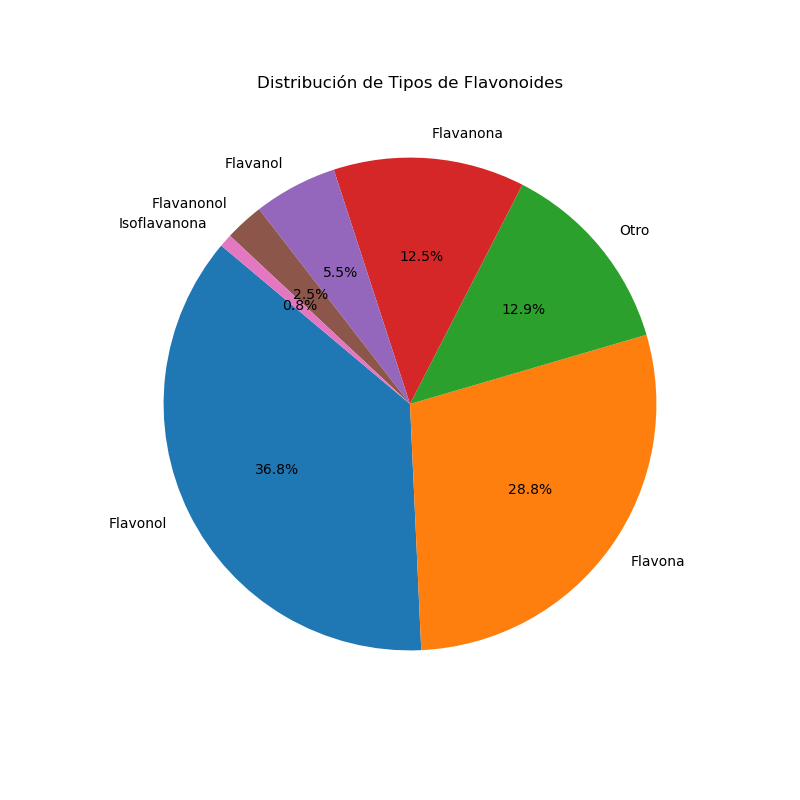 Distribución de Tipos de Flavonoides
Flavanona
Flavanol
Flavanonol
Isoflavanona
Otro
12.5%
5.5%
2.5%
0.8%
12.9%
36.8%
28.8%
Flavonol
Flavona